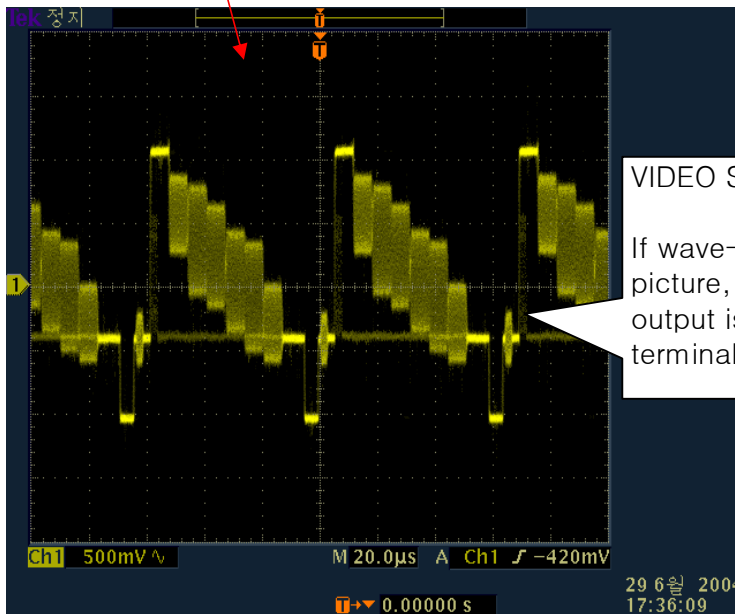 Tek 정지
T
T
1
VIDEO S
If wave-
picture,
output is
terminal
Ch1 500mV M 20.0µs A Ch1 -420mV
29 6월 2004
17:36:09
T 0.00000 s